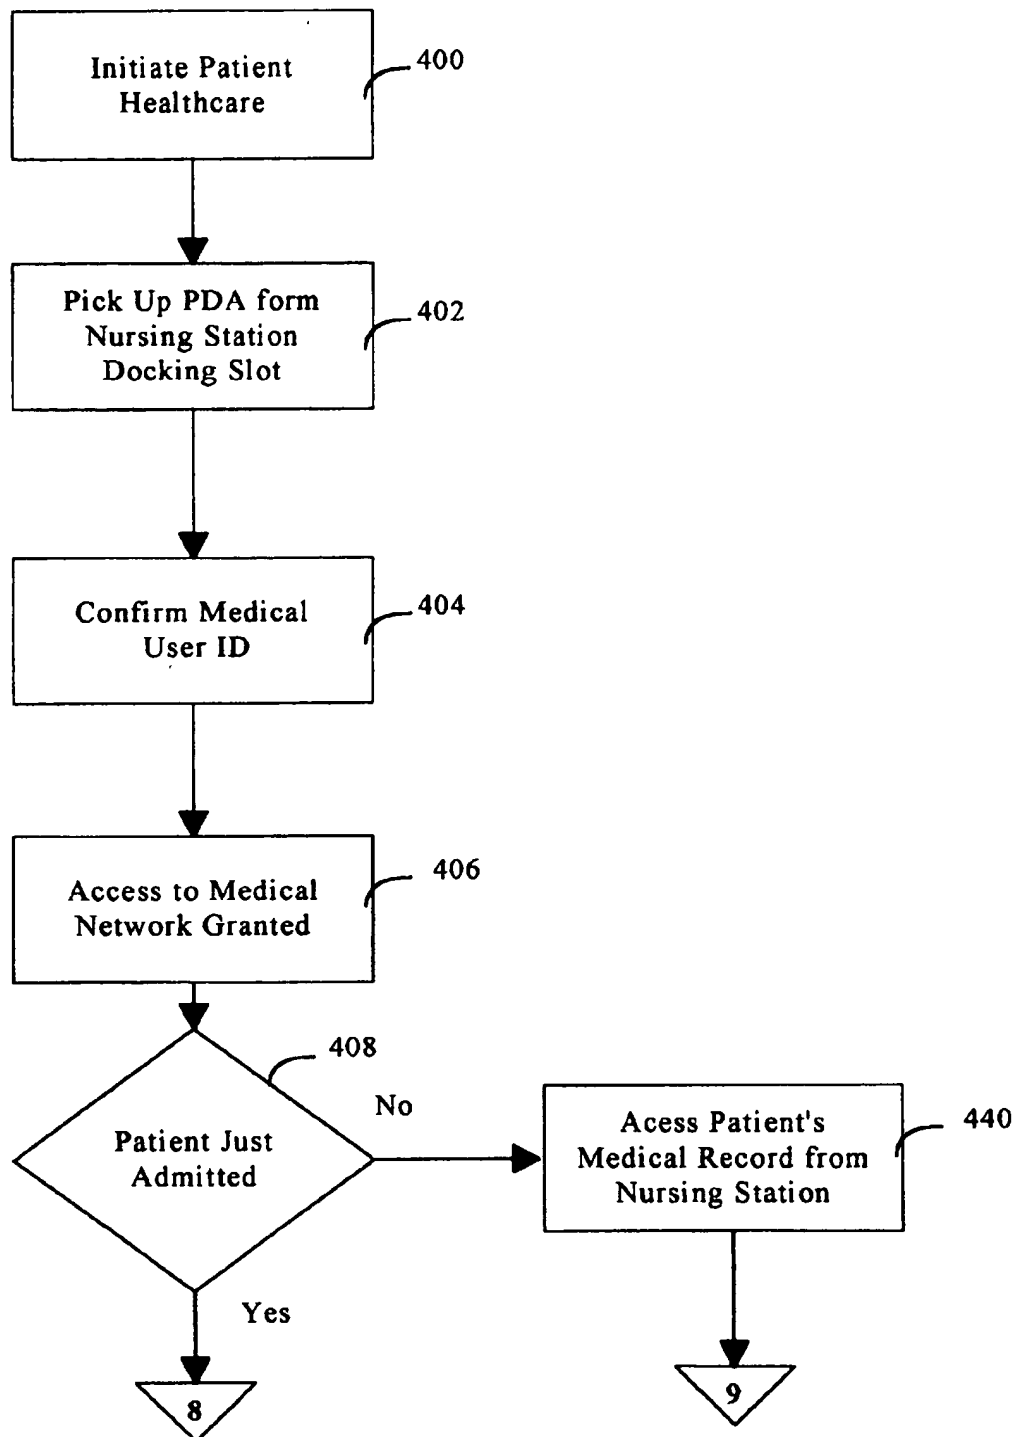 Initiate Patient
Healthcare
400
Pick Up PDA form
Nursing Station
Docking Slot
402
Confirm Medical
User ID
404
Access to Medical
Network Granted
406
408
Patient Just
Admitted
No
Acess Patient's
Medical Record from
Nursing Station
440
Yes
8
9